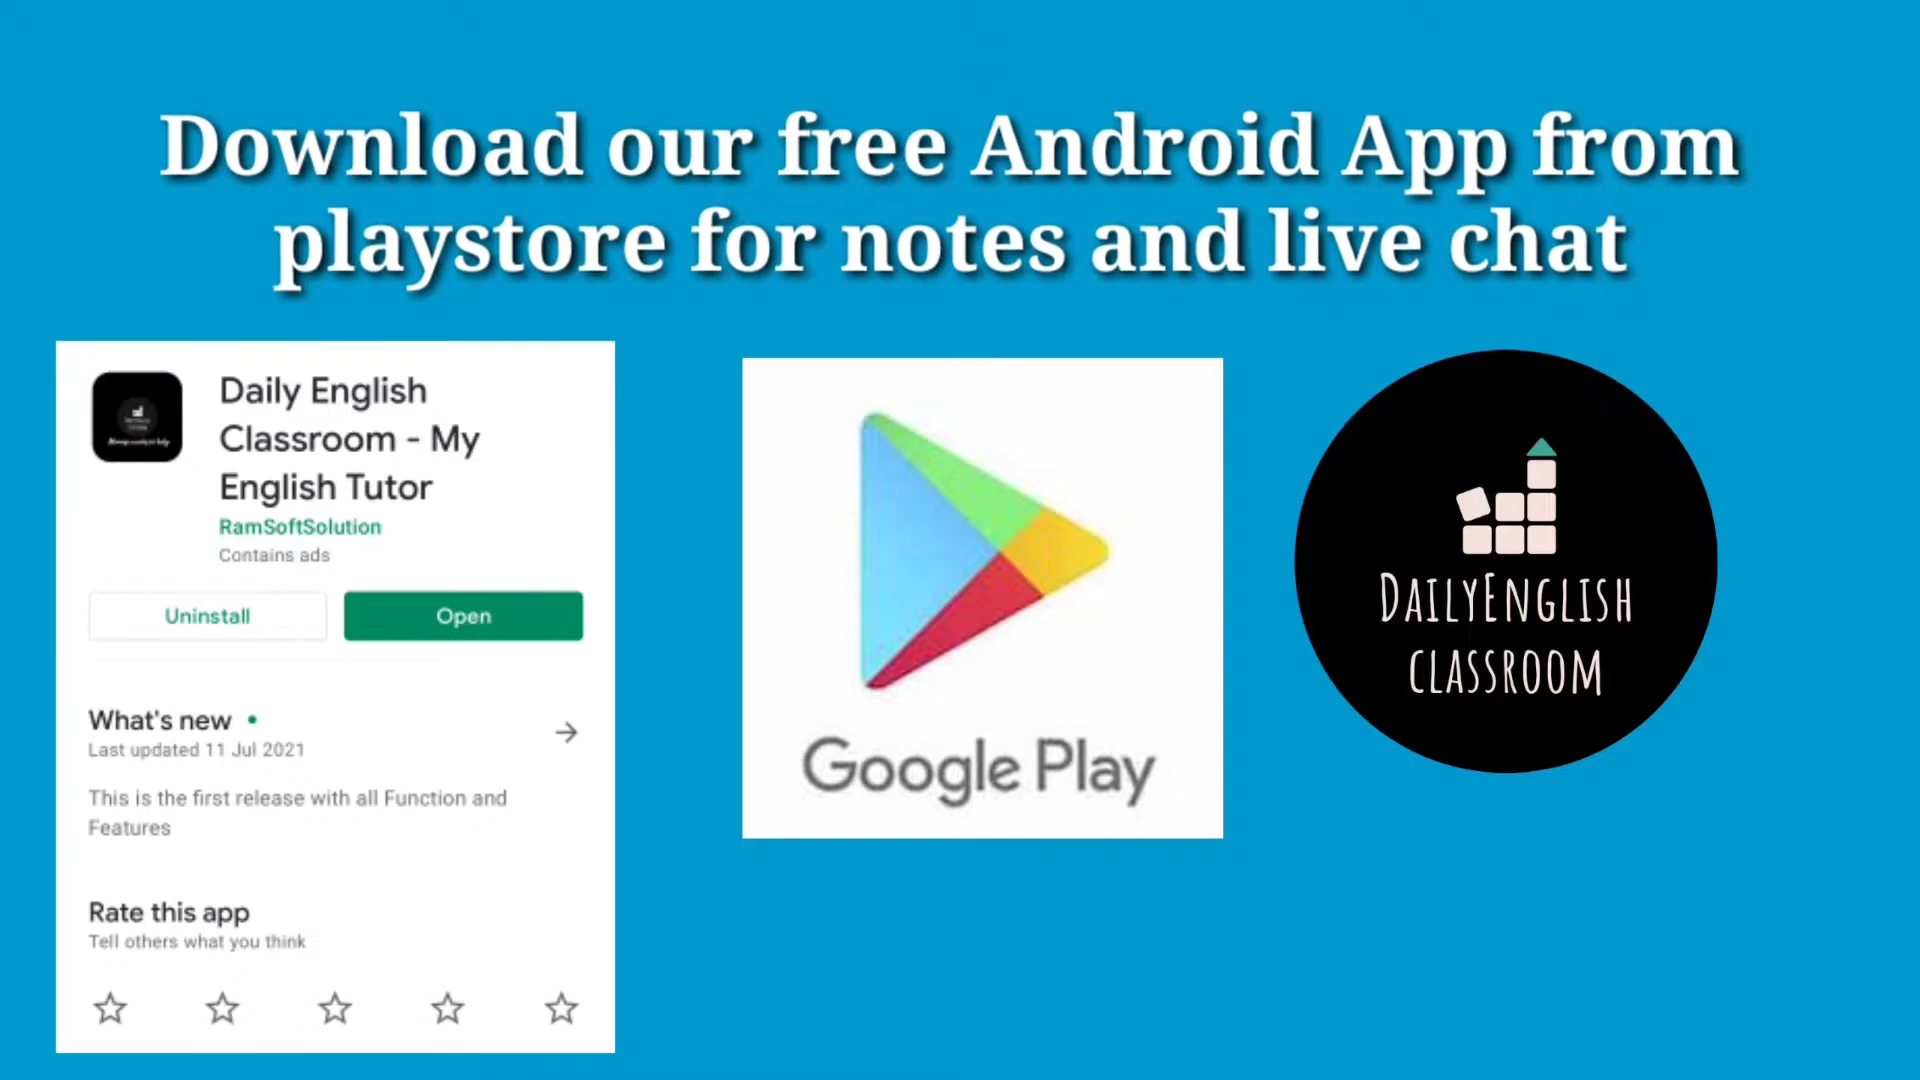 Download our free Android App from
playstore for notes and live chat
Daily English
Classroom - My
English Tutor
RamSoftSolution
Contains ads
Uninstall
Open
What's new
Last updated 11 Jul 2021
This is the first release with all Function and
Features
Rate this app
Tell others what you think
Google Play
DAILYENGLISH
CLASSROOM